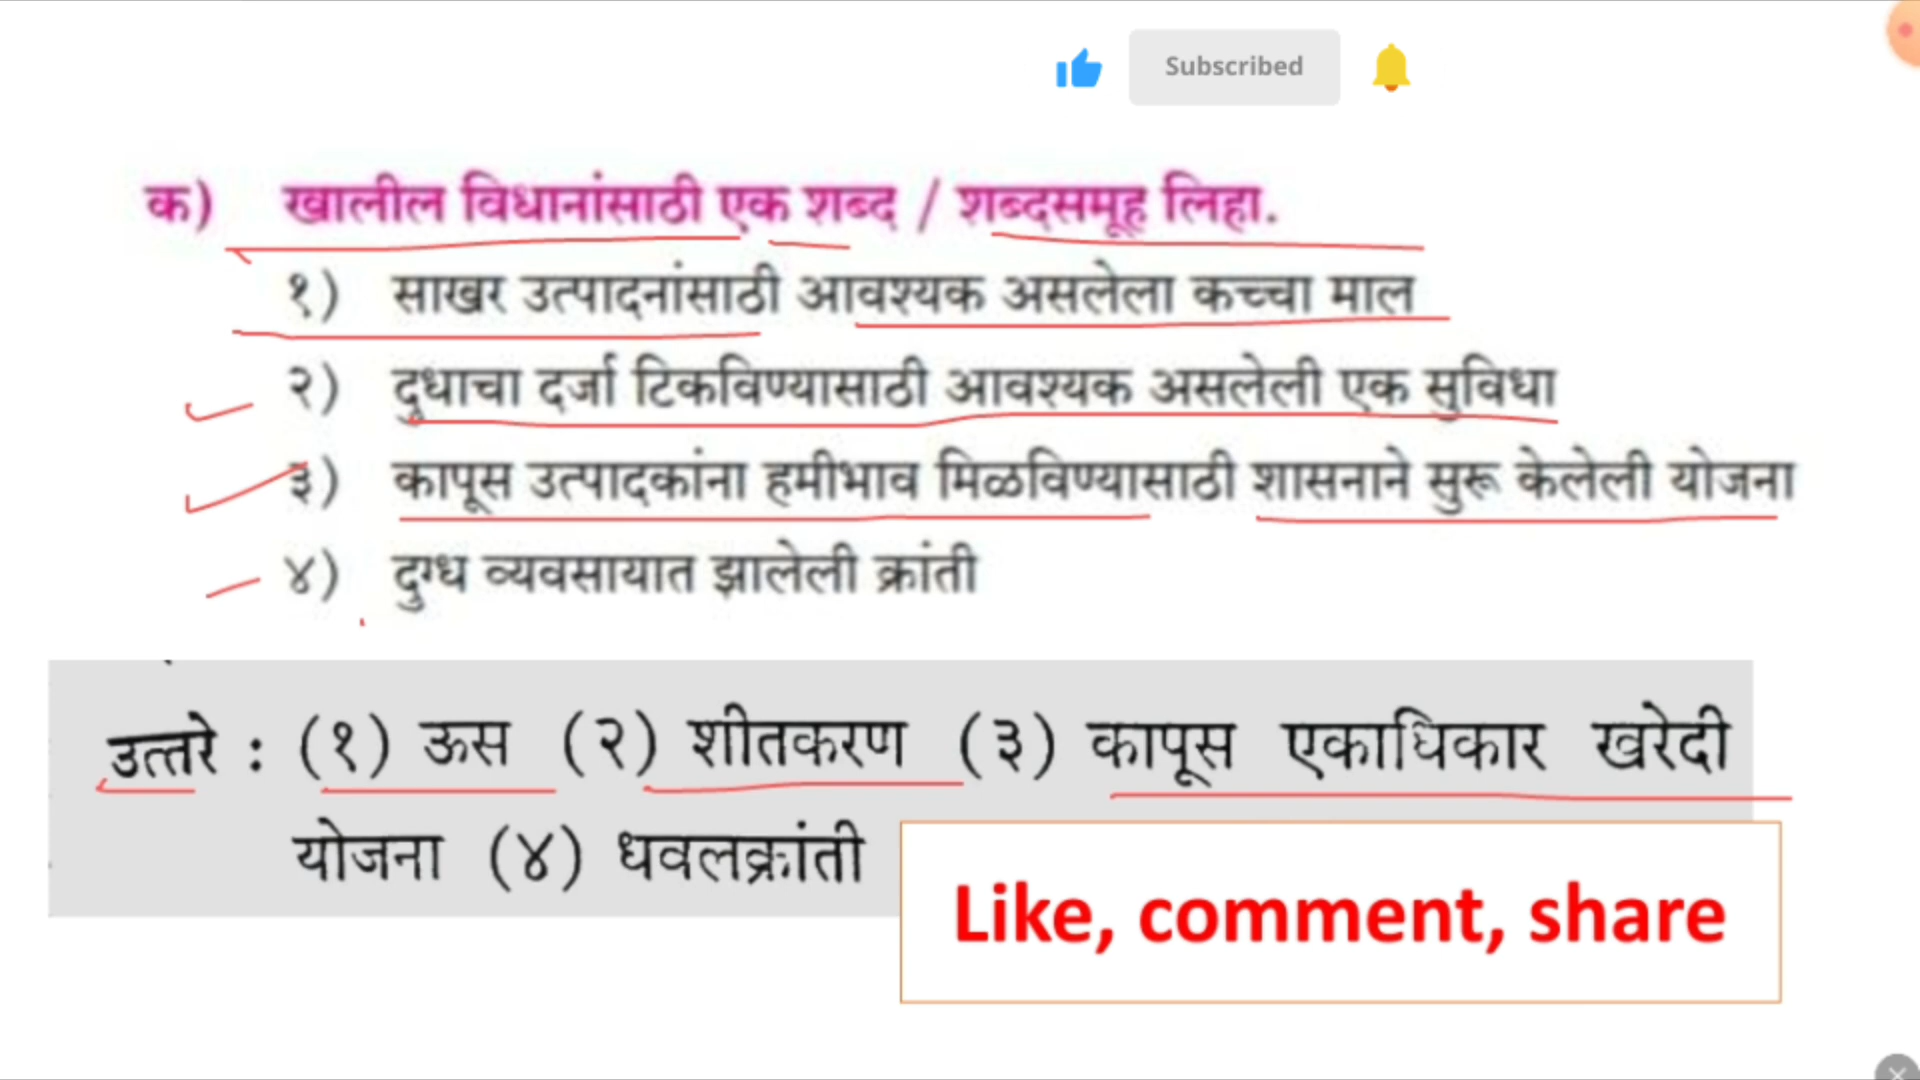 Subscribed
क) खालील विधानांसाठी एक शब्द / शब्दसमूह लिहा.
१) साखर उत्पादनांसाठी आवश्यक असलेला कच्चा माल
२) दुधाचा दर्जा टिकविण्यासाठी आवश्यक असलेली एक सुविधा
३) कापूस उत्पादकांना हमीभाव मिळविण्यासाठी शासनाने सुरू केलेली योजना
४) दुग्ध व्यवसायात झालेली क्रांती
उत्तरे : (१) ऊस (२) शीतकरण (३) कापूस एकाधिकार खरेदी
योजना (४) धवलक्रांती
Like, comment, share